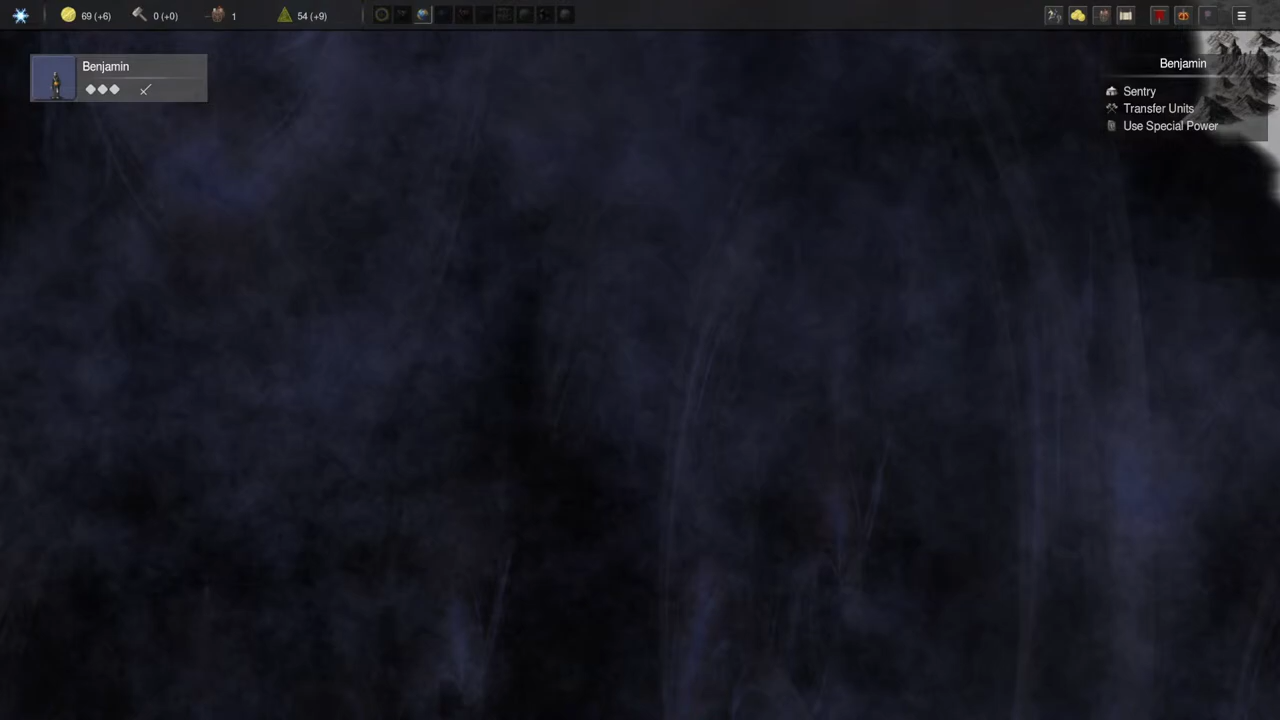 69 (+6) 0 (+0) 1 54 (+9)
Benjamin
Benjamin
Sentry
Transfer Units
Use Special Power